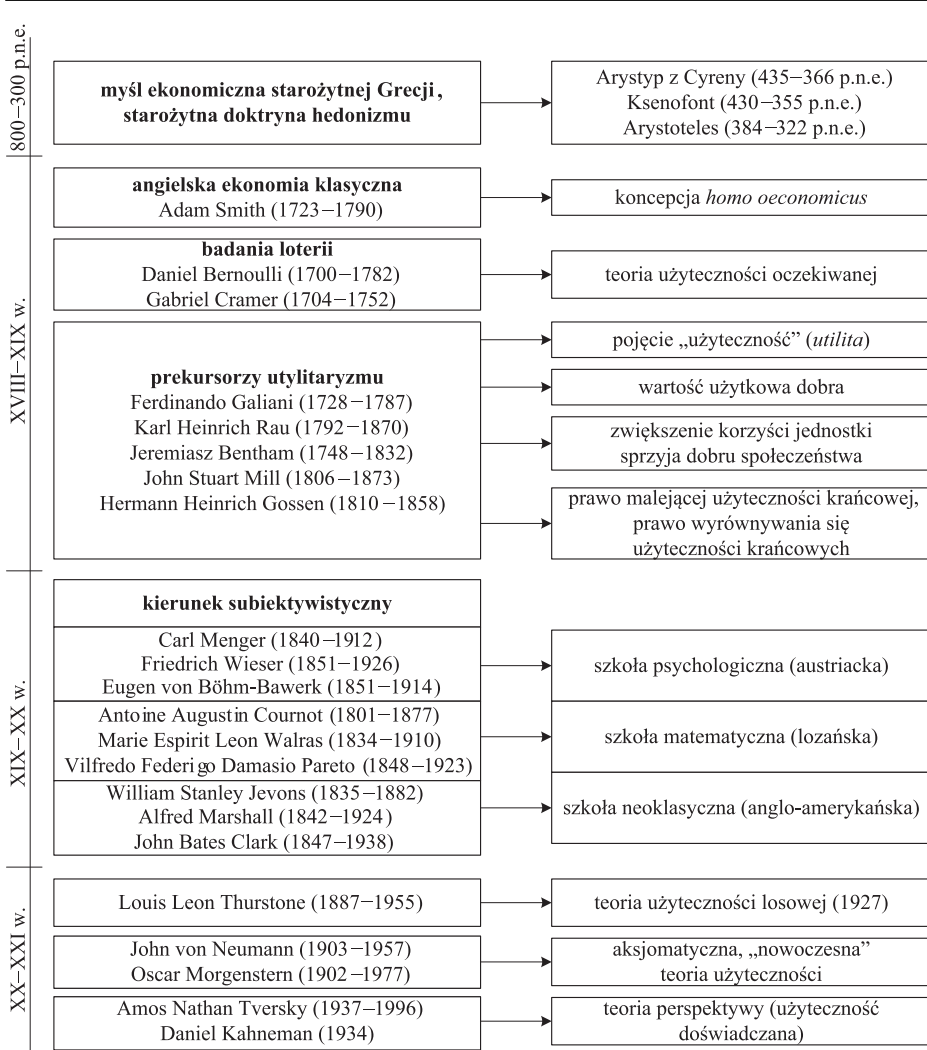 800–300 p.n.e.
myśl ekonomiczna starożytnej Grecji,
starożytna doktryna hedonizmu
Arystyp z Cyreny (435–366 p.n.e.)
Ksenofont (430–355 p.n.e.)
Arystoteles (384–322 p.n.e.)
XVIII–XIX w.
angielska ekonomia klasyczna
Adam Smith (1723–1790)
koncepcja homo oeconomicus
badania loterii
Daniel Bernoulli (1700–1782)
Gabriel Cramer (1704–1752)
teoria użyteczności oczekiwanej
prekursorzy utylitaryzmu
Ferdinando Galiani (1728–1787)
Karl Heinrich Rau (1792–1870)
Jeremiasz Bentham (1748–1832)
John Stuart Mill (1806–1873)
Hermann Heinrich Gossen (1810–1858)
pojęcie „użyteczność” (utilita)
wartość użytkowa dobra
zwiększenie korzyści jednostki
sprzyja dobru społeczeństwa
prawo malejącej użyteczności krańcowej,
prawo wyrównywania się
użyteczności krańcowych
XIX–XX w.
kierunek subiektywistyczny
Carl Menger (1840–1912)
Friedrich Wieser (1851–1926)
Eugen von Böhm-Bawerk (1851–1914)
szkoła psychologiczna (austriacka)
Antoine Augustin Cournot (1801–1877)
Marie Espirit Leon Walras (1834–1910)
Vilfredo Federigo Damasio Pareto (1848–1923)
szkoła matematyczna (lozańska)
William Stanley Jevons (1835–1882)
Alfred Marshall (1842–1924)
John Bates Clark (1847–1938)
szkoła neoklasyczna (anglo-amerykańska)
XX–XXI w.
Louis Leon Thurstone (1887–1955)
teoria użyteczności losowej (1927)
John von Neumann (1903–1957)
Oscar Morgenstern (1902–1977)
aksjomatyczna, „nowoczesna”
teoria użyteczności
Amos Nathan Tversky (1937–1996)
Daniel Kahneman (1934)
teoria perspektywy (użyteczność
doświadczana)